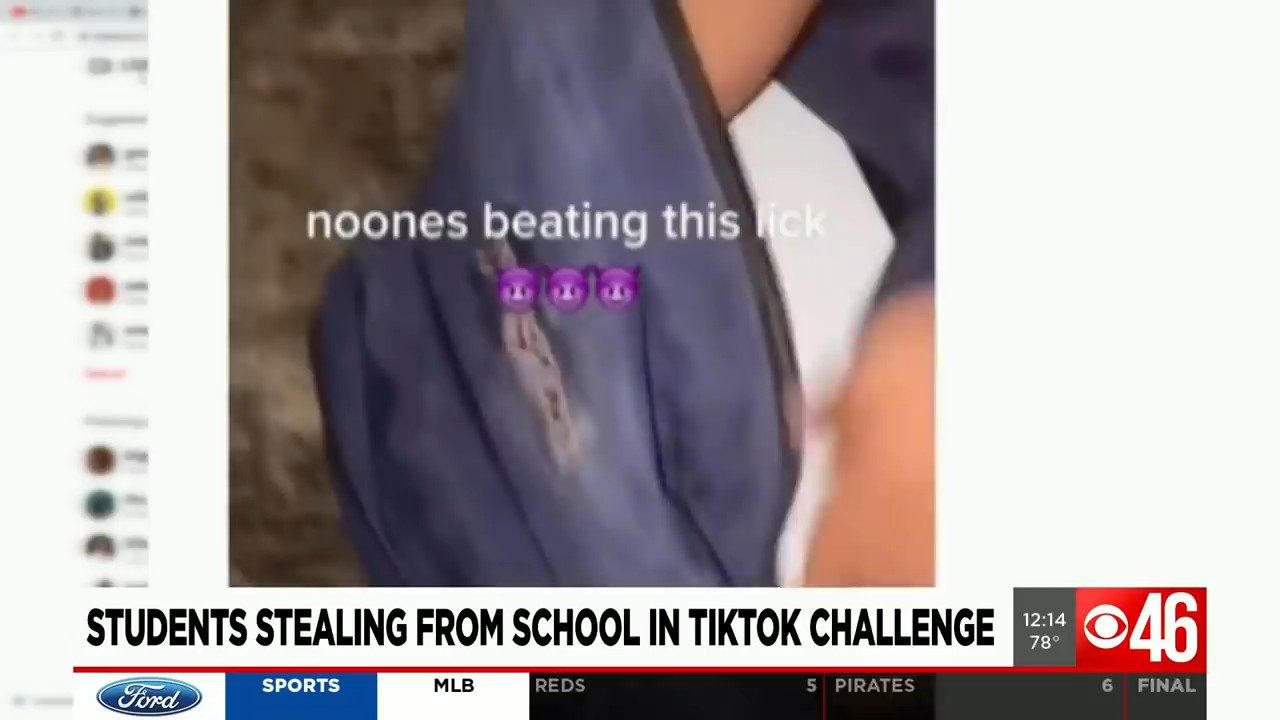 noones beating this lick
STUDENTS STEALING FROM SCHOOL IN TIKTOK CHALLENGE
12:14
78°
46
Ford
SPORTS
MLB
REDS 5
PIRATES 6
FINAL